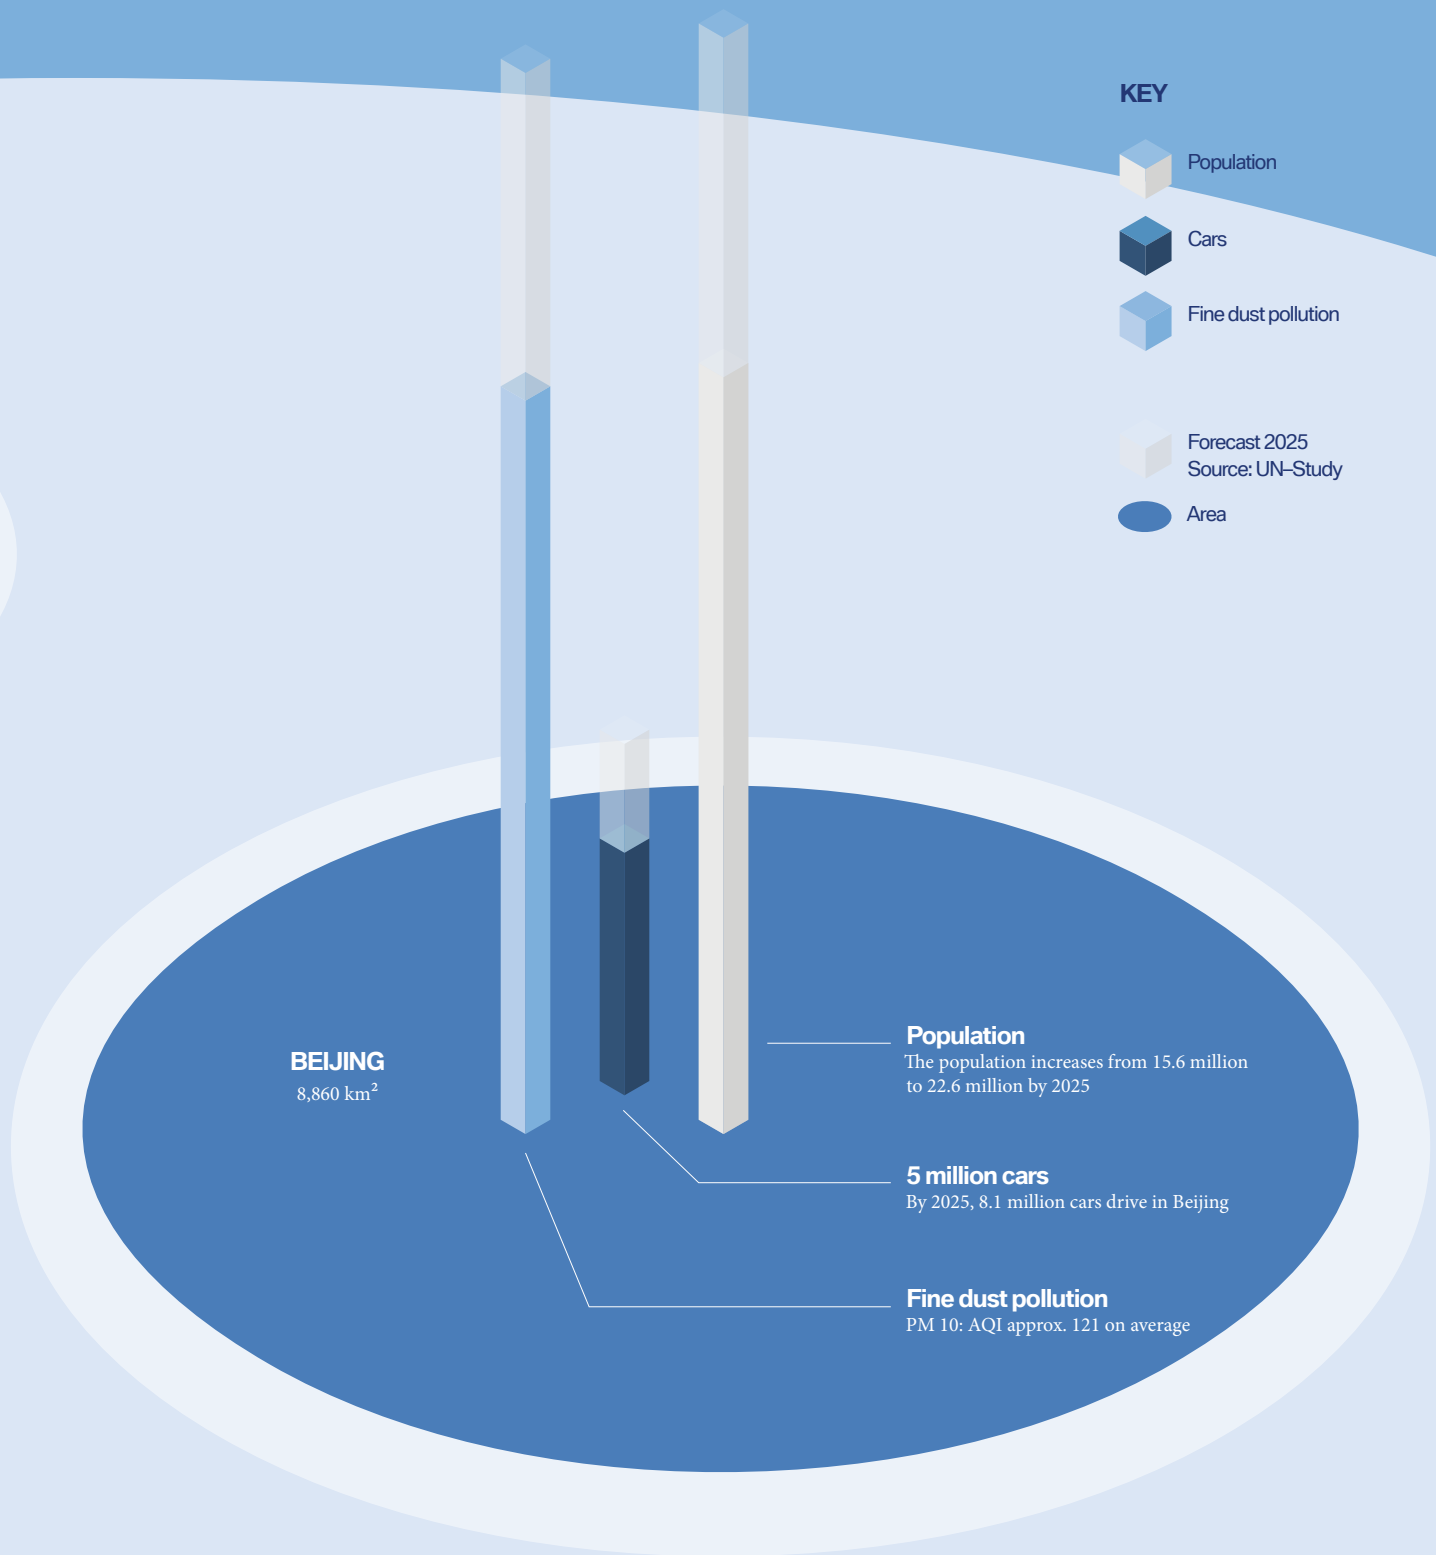 KEY
Population
Cars
Fine dust pollution
Forecast 2025
Source: UN–Study
Area
BEIJING
8,860 km²
Population
The population increases from 15.6 million
to 22.6 million by 2025
5 million cars
By 2025, 8.1 million cars drive in Beijing
Fine dust pollution
PM 10: AQI approx. 121 on average